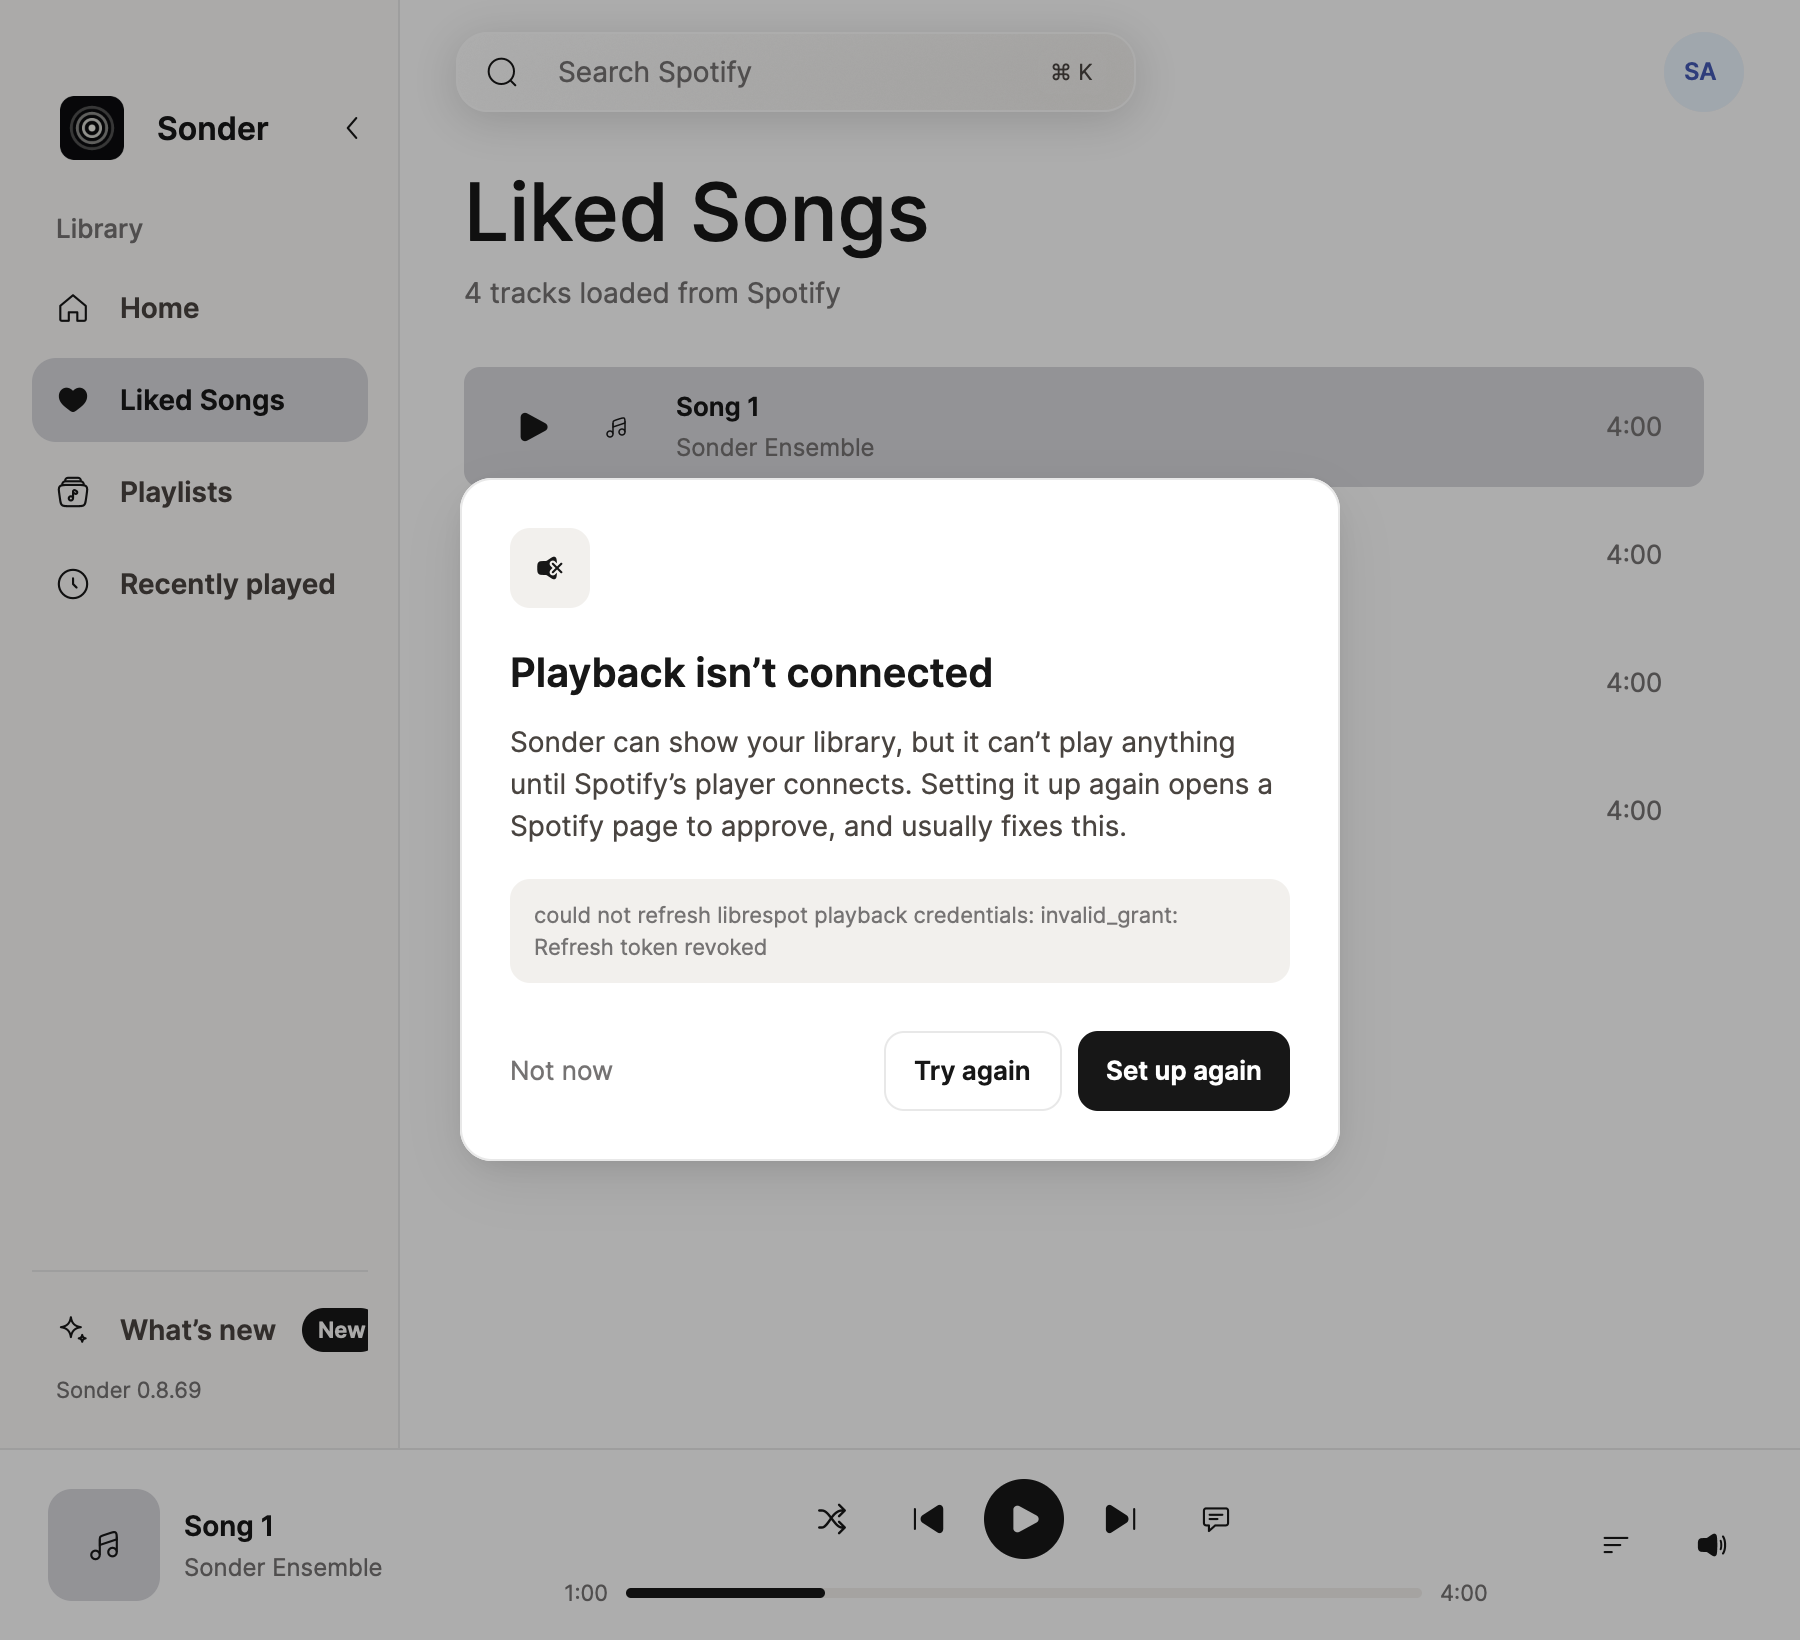 Search Spotify
⌘ K
SA
Sonder
Library
Home
Liked Songs
Playlists
Recently played
What’s new
New
Sonder 0.8.69
Liked Songs
4 tracks loaded from Spotify
Song 1
Sonder Ensemble
4:00
4:00
4:00
4:00
Playback isn’t connected
Sonder can show your library, but it can’t play anything
until Spotify’s player connects. Setting it up again opens a
Spotify page to approve, and usually fixes this.
could not refresh librespot playback credentials: invalid_grant:
Refresh token revoked
Not now
Try again
Set up again
Song 1
Sonder Ensemble
1:00
4:00